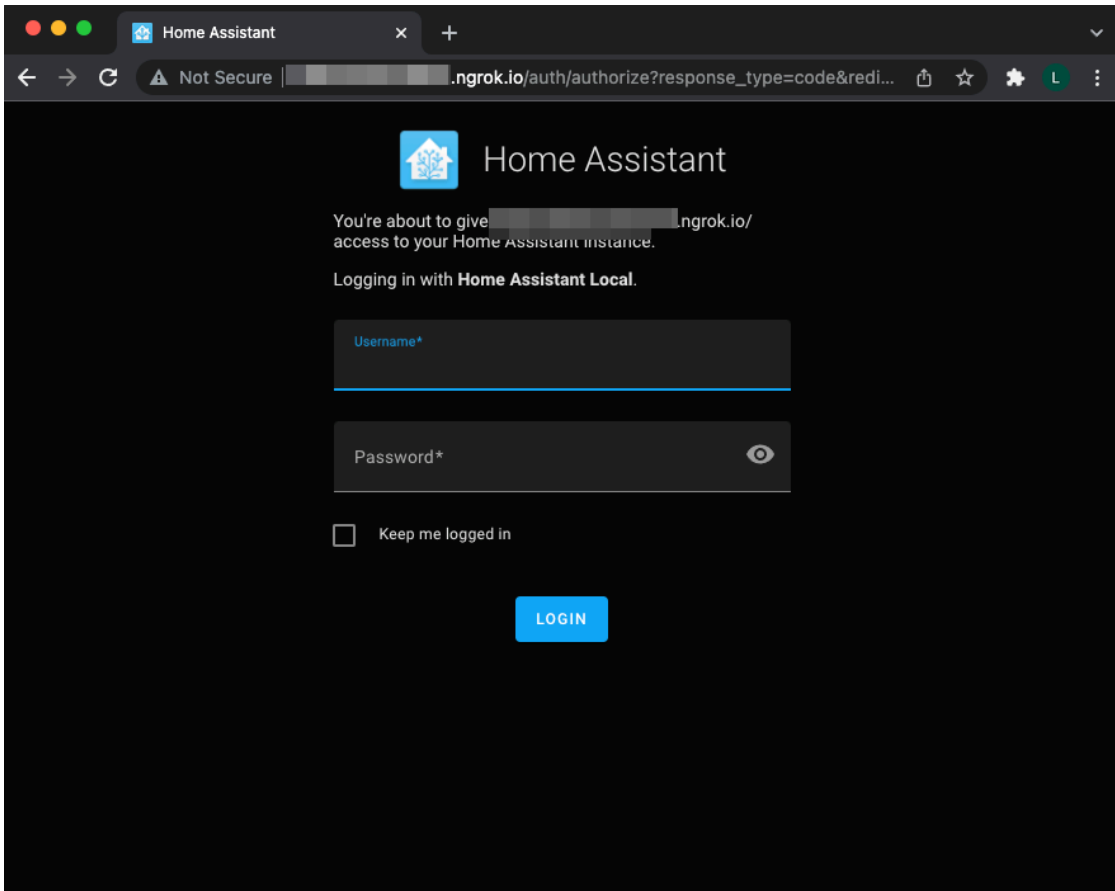 Home Assistant
Not Secure .ngrok.io/auth/authorize?response_type=code&redi... L
Home Assistant
You're about to give .ngrok.io/
access to your Home Assistant instance.
Logging in with Home Assistant Local.
Username*
Password*
Keep me logged in
LOGIN